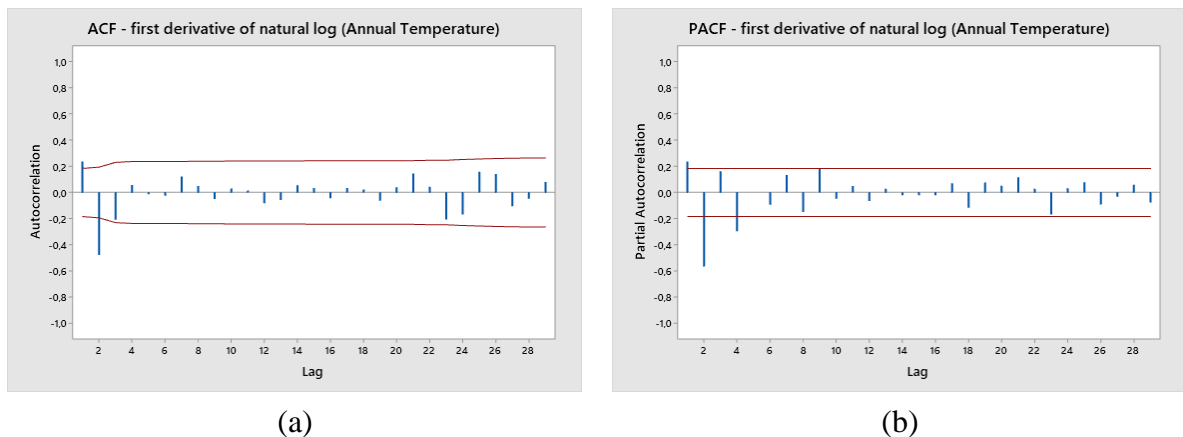 ACF - first derivative of natural log (Annual Temperature)
1,0
0,8
0,6
0,4
0,2
0,0
-0,2
-0,4
-0,6
-0,8
-1,0
Autocorrelation
2 4 6 8 10 12 14 16 18 20 22 24 26 28
Lag
(a)
PACF - first derivative of natural log (Annual Temperature)
1,0
0,8
0,6
0,4
0,2
0,0
-0,2
-0,4
-0,6
-0,8
-1,0
Partial Autocorrelation
2 4 6 8 10 12 14 16 18 20 22 24 26 28
Lag
(b)